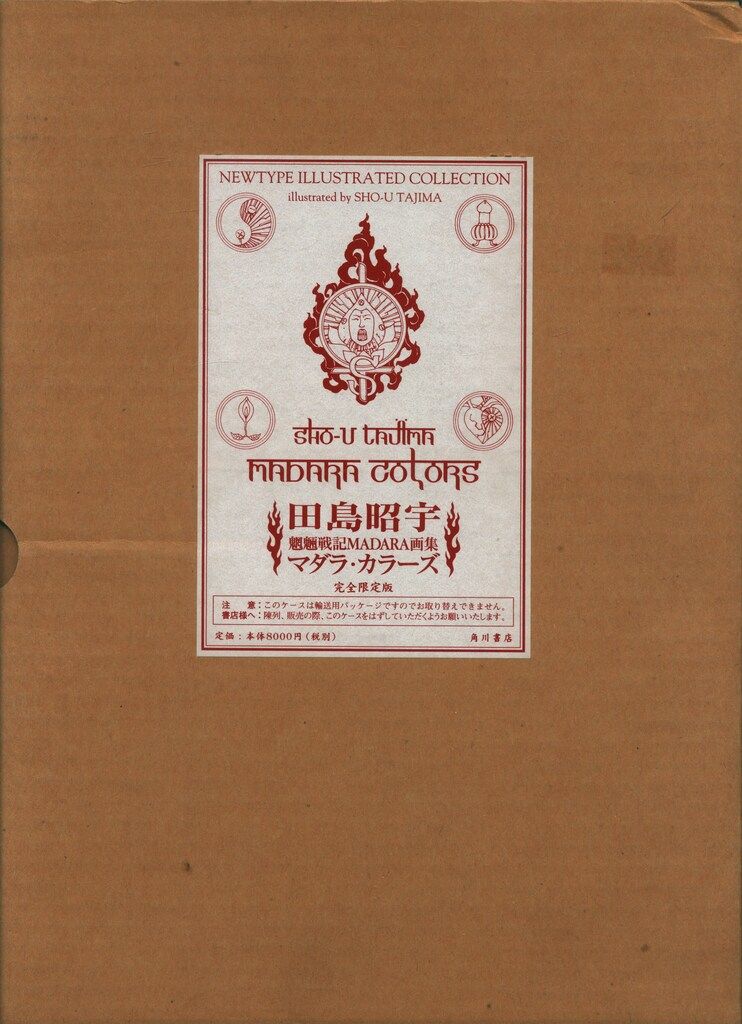 NEWTYPE ILLUSTRATED COLLECTION
illustrated by SHO-U TAJIMA
SHO-U TAJIMA
MADARA COLORS
田島昭宇
魍魎戦記MADARA画集
マダラ・カラーズ
完全限定版
注　意：このケースは輸送用パッケージですのでお取り替えできません。
書店様へ：陳列、販売の際、このケースをはずしていただくようお願いいたします。
定価：本体8000円（税別）
角川書店